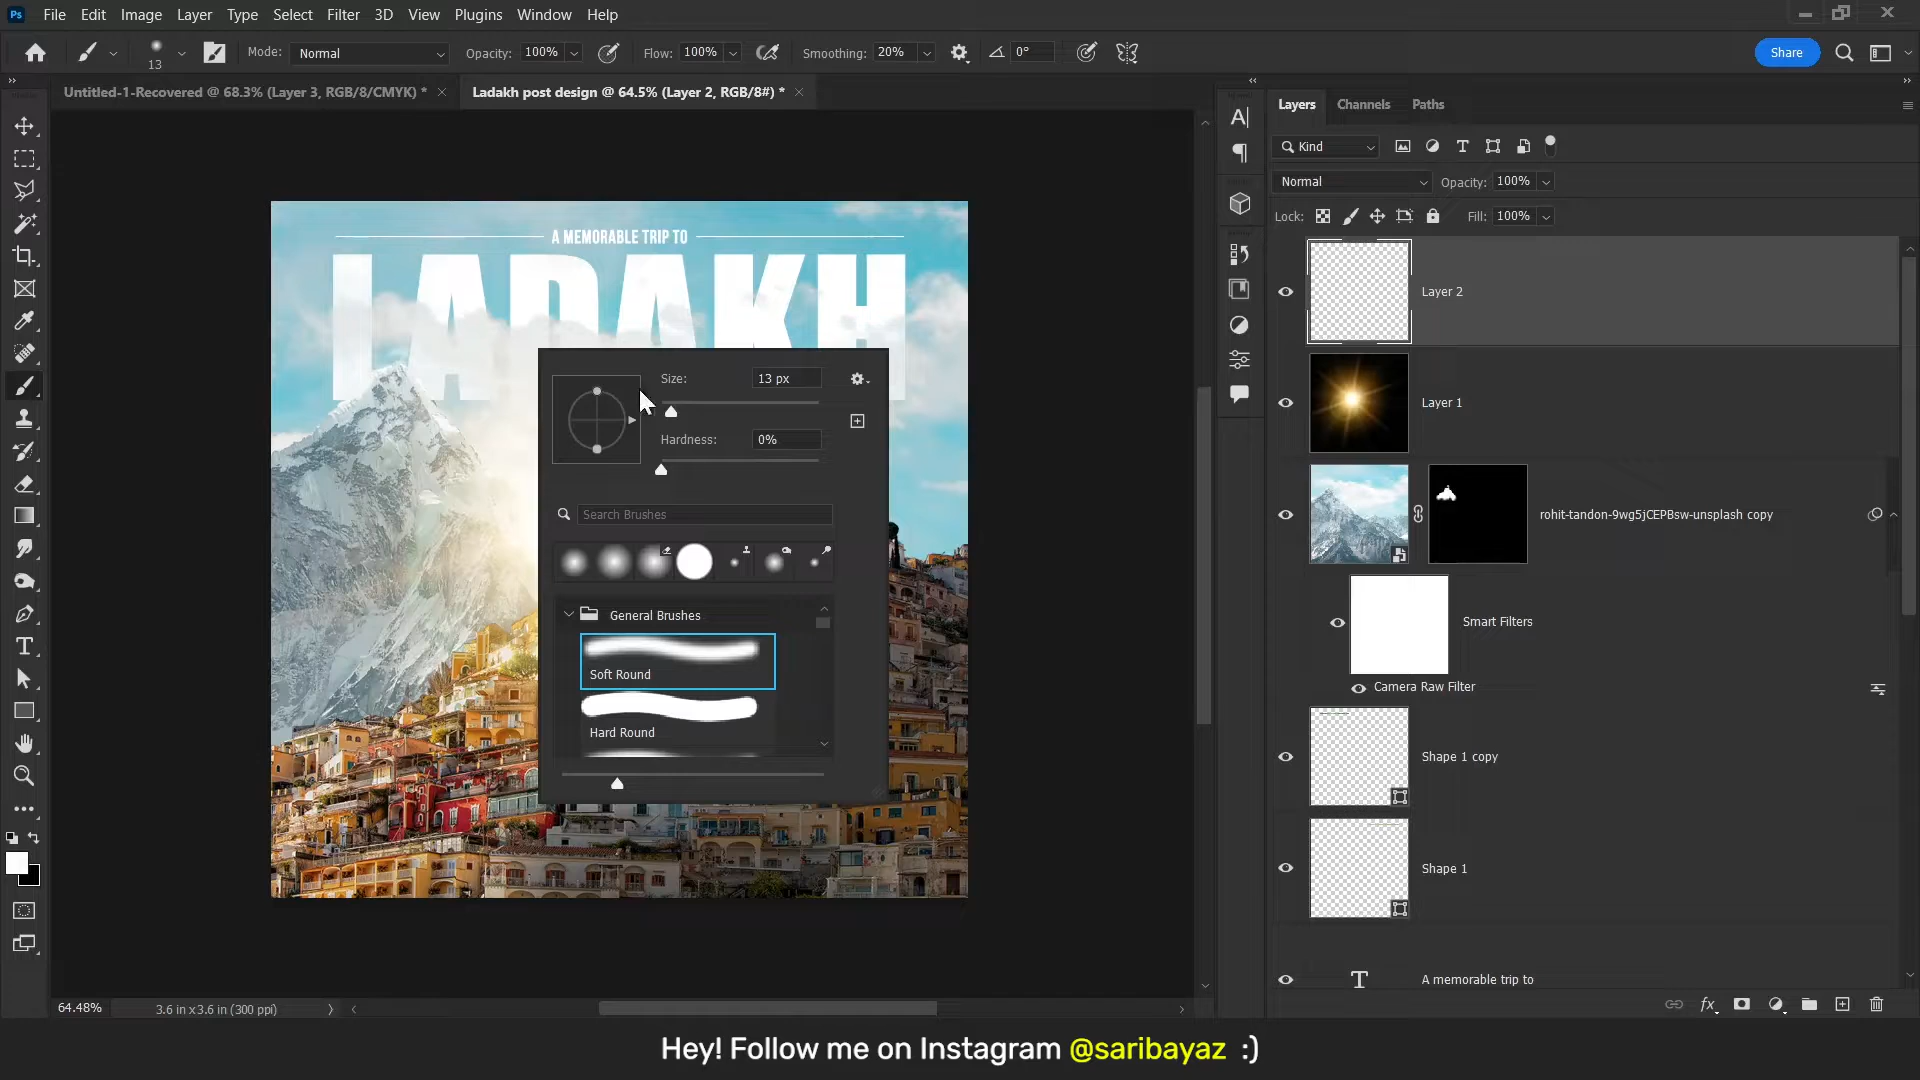 Ps File Edit Image Layer Type Select Filter 3D View Plugins Window Help
13 Mode: Normal Opacity: 100% Flow: 100% Smoothing: 20% 0° Share
Untitled-1-Recovered @ 68.3% (Layer 3, RGB/8/CMYK) * Ladakh post design @ 64.5% (Layer 2, RGB/8#) *
Layers Channels Paths
Kind
Normal Opacity: 100%
Lock: Fill: 100%
A MEMORABLE TRIP TO
LADAKH
Size: 13 px
Hardness: 0%
Search Brushes
General Brushes
Soft Round
Hard Round
Layer 2
Layer 1
rohit-tandon-9wg5jCEPBsw-unsplash copy
Smart Filters
Camera Raw Filter
Shape 1 copy
Shape 1
A memorable trip to
64.48% 3.6 in x 3.6 in (300 ppi)
Hey! Follow me on Instagram @saribayaz :)